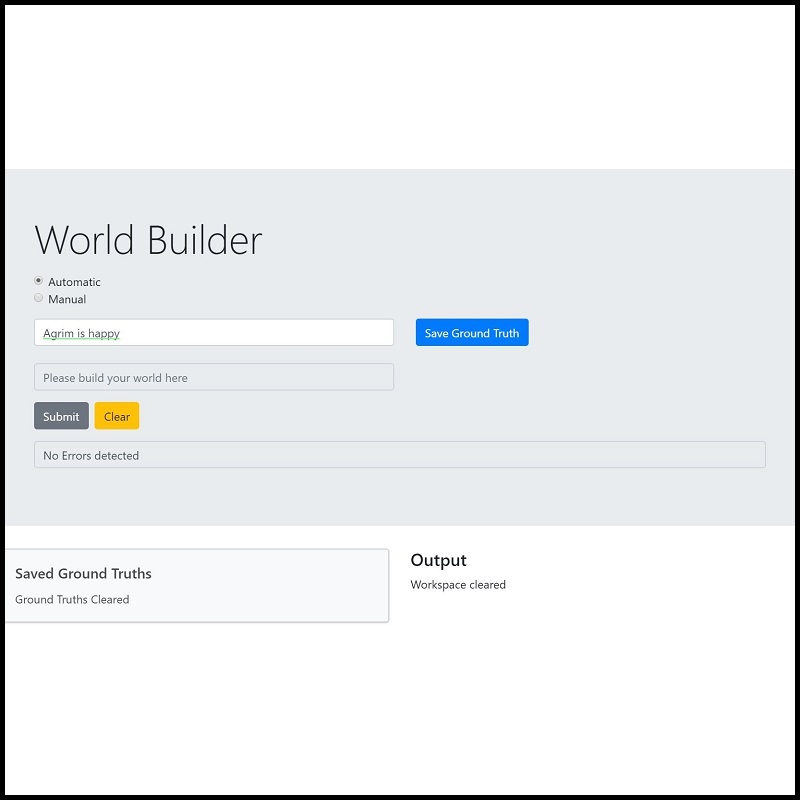 World Builder
Automatic
Manual
Agrim is happy
Save Ground Truth
Please build your world here
Submit
Clear
No Errors detected
Saved Ground Truths
Ground Truths Cleared
Output
Workspace cleared